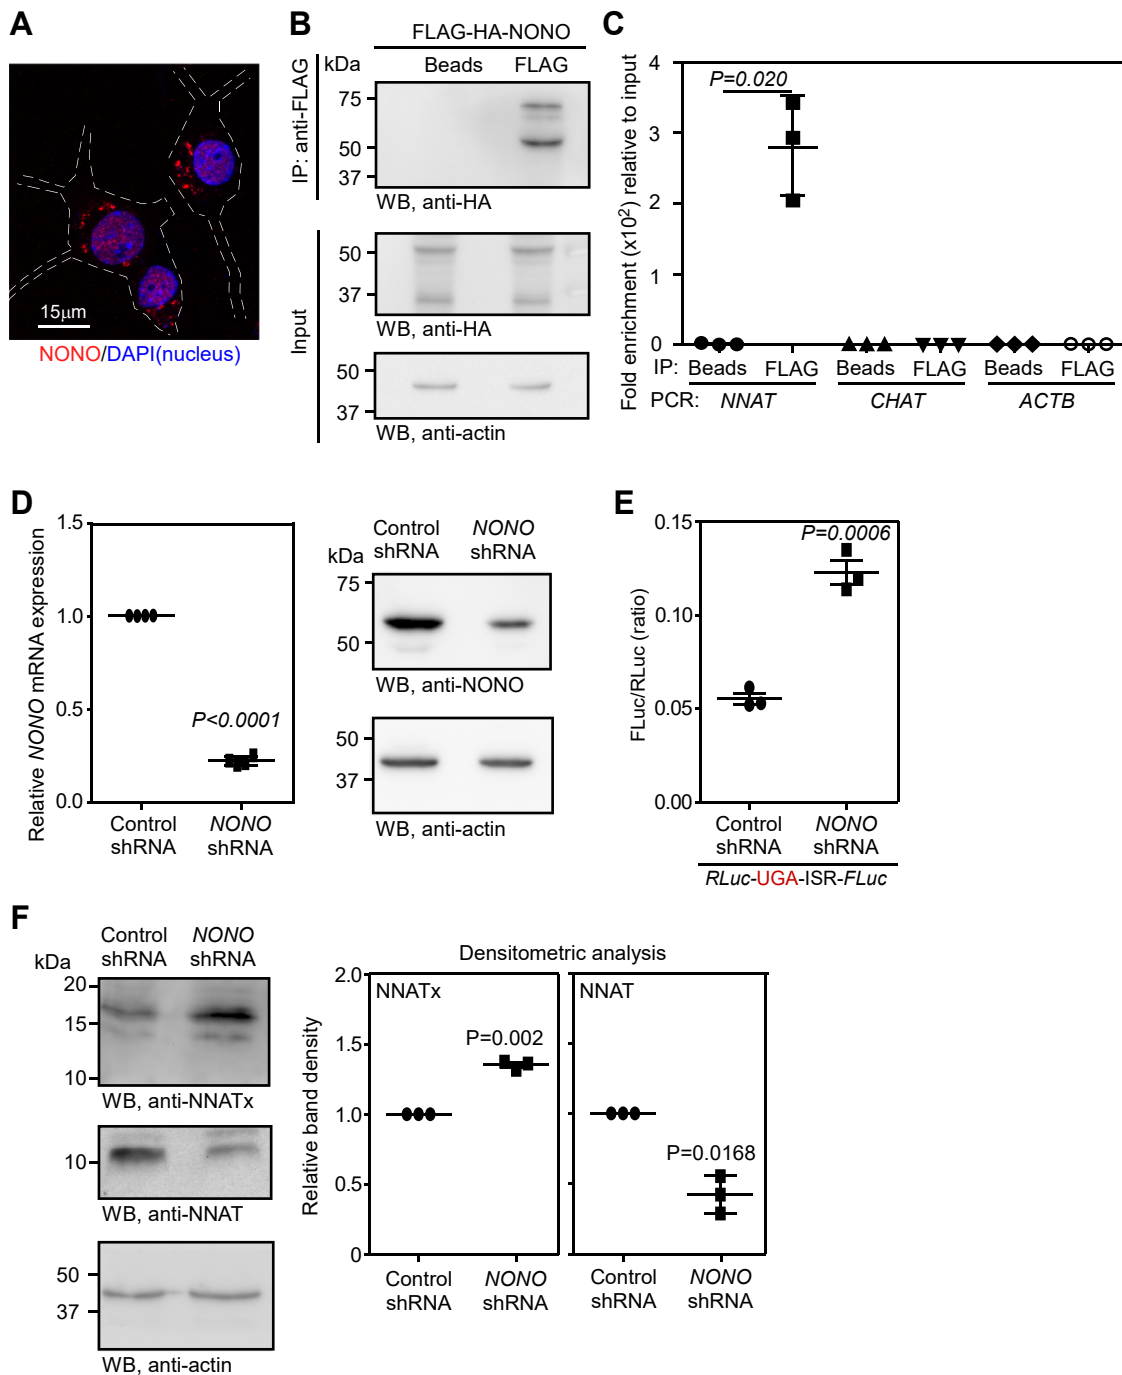 A
15µm
NONO/DAPI(nucleus)
B
FLAG-HA-NONO
kDa
Beads
FLAG
IP: anti-FLAG
75
50
37
WB, anti-HA
Input
50
37
WB, anti-HA
50
37
WB, anti-actin
C
Fold enrichment (x10²) relative to input
4
3
2
1
0
P=0.020
IP: Beads FLAG Beads FLAG Beads FLAG
PCR: NNAT CHAT ACTB
D
Relative NONO mRNA expression
1.5
1.0
0.5
0.0
P<0.0001
Control shRNA
NONO shRNA
kDa
Control shRNA
NONO shRNA
75
50
WB, anti-NONO
50
37
WB, anti-actin
E
FLuc/RLuc (ratio)
0.15
0.10
0.05
0.00
P=0.0006
Control shRNA
NONO shRNA
RLuc-UGA-ISR-FLuc
F
kDa
Control shRNA
NONO shRNA
20
15
10
WB, anti-NNATx
10
WB, anti-NNAT
50
37
WB, anti-actin
Densitometric analysis
Relative band density
2.0
1.5
1.0
0.5
0
NNATx
P=0.002
NNAT
P=0.0168
Control shRNA
NONO shRNA
Control shRNA
NONO shRNA